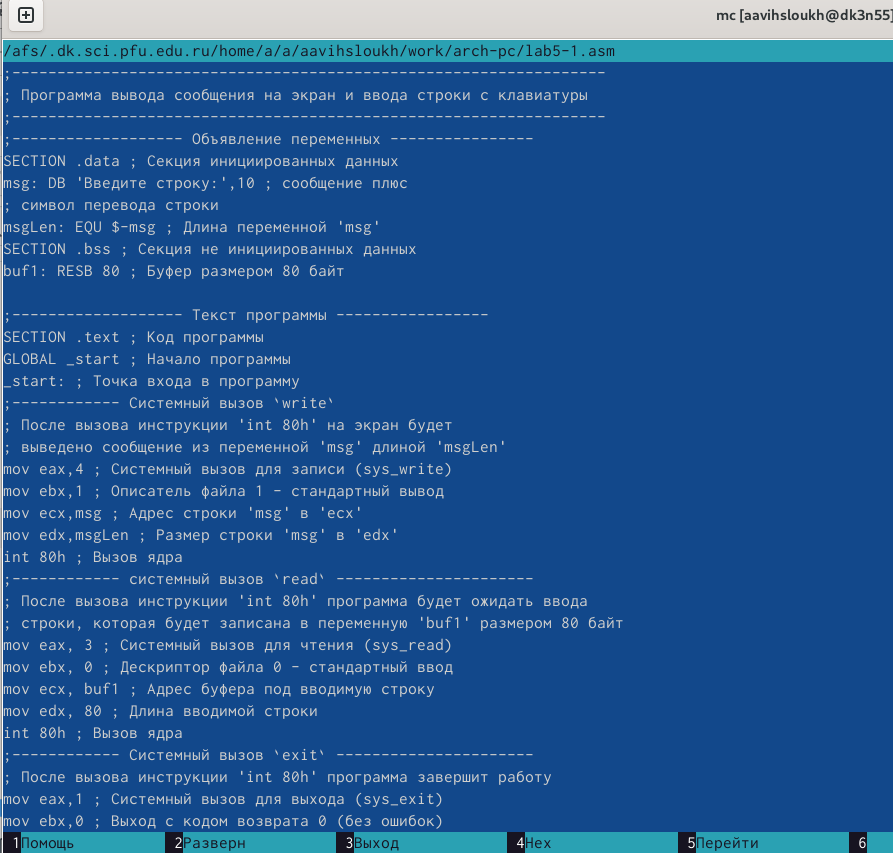 mc [aavihsloukh@dk3n55]
/afs/.dk.sci.pfu.edu.ru/home/a/a/aavihsloukh/work/arch-pc/lab5-1.asm
;------------------------------------------------------------------
; Программа вывода сообщения на экран и ввода строки с клавиатуры
;------------------------------------------------------------------
;------------------- Объявление переменных ----------------
SECTION .data ; Секция инициированных данных
msg: DB 'Введите строку:',10 ; сообщение плюс
; символ перевода строки
msgLen: EQU $-msg ; Длина переменной 'msg'
SECTION .bss ; Секция не инициированных данных
buf1: RESB 80 ; Буфер размером 80 байт
;------------------- Текст программы -----------------
SECTION .text ; Код программы
GLOBAL _start ; Начало программы
_start: ; Точка входа в программу
;------------ Системный вызов `write`
; После вызова инструкции 'int 80h' на экран будет
; выведено сообщение из переменной 'msg' длиной 'msgLen'
mov eax,4 ; Системный вызов для записи (sys_write)
mov ebx,1 ; Описатель файла 1 - стандартный вывод
mov ecx,msg ; Адрес строки 'msg' в 'ecx'
mov edx,msgLen ; Размер строки 'msg' в 'edx'
int 80h ; Вызов ядра
;------------ системный вызов `read` ----------------------
; После вызова инструкции 'int 80h' программа будет ожидать ввода
; строки, которая будет записана в переменную 'buf1' размером 80 байт
mov eax, 3 ; Системный вызов для чтения (sys_read)
mov ebx, 0 ; Дескриптор файла 0 - стандартный ввод
mov ecx, buf1 ; Адрес буфера под вводимую строку
mov edx, 80 ; Длина вводимой строки
int 80h ; Вызов ядра
;------------ Системный вызов `exit` ----------------------
; После вызова инструкции 'int 80h' программа завершит работу
mov eax,1 ; Системный вызов для выхода (sys_exit)
mov ebx,0 ; Выход с кодом возврата 0 (без ошибок)
1Помощь 2Разверн 3Выход 4Hex 5Перейти 6